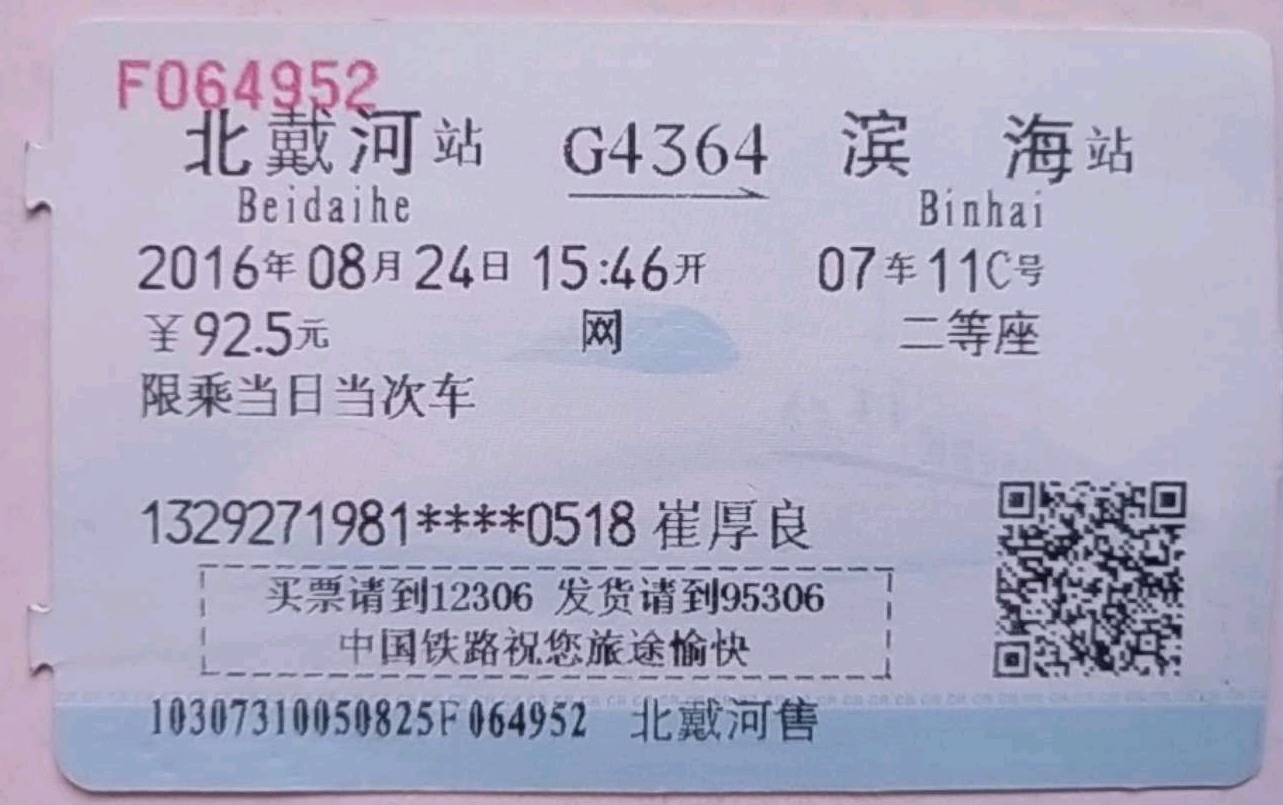 F064952
北戴河站 G4364 滨海站
Beidaihe Binhai
2016年08月24日 15:46开 07车11C号
￥92.5元 网 二等座
限乘当日当次车
1329271981****0518 崔厚良
买票请到12306 发货请到95306
中国铁路祝您旅途愉快
10307310050825F064952 北戴河售